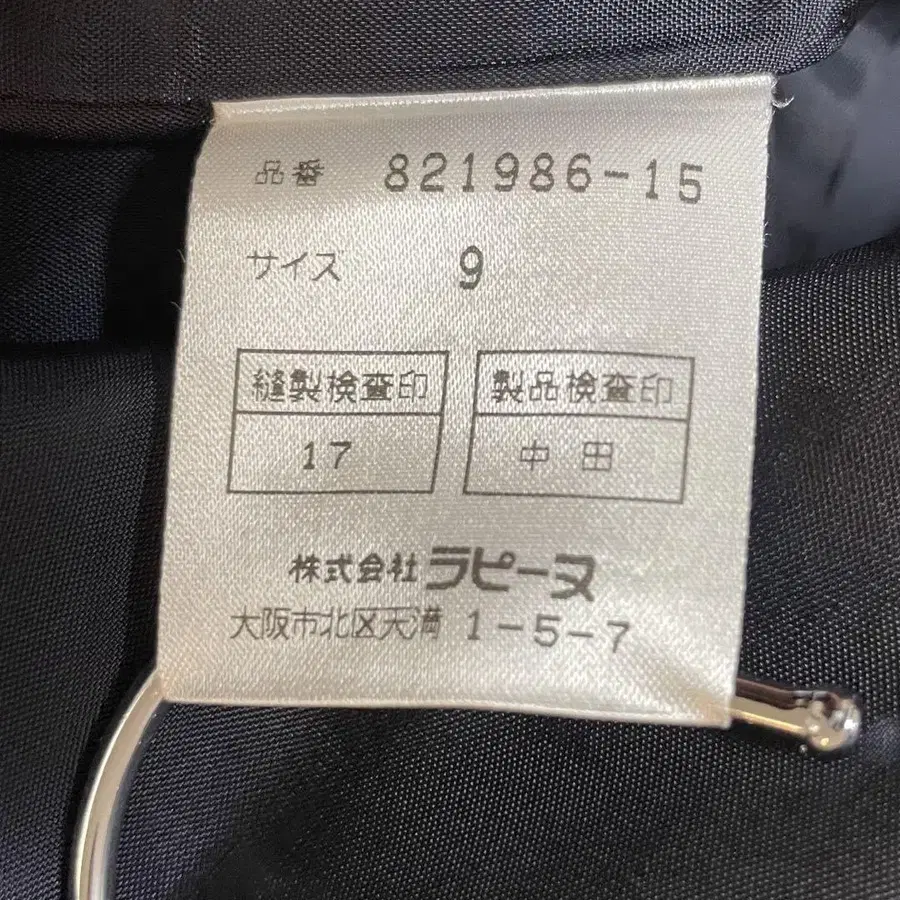 品番 821986-15
サイズ 9
縫製検査印 製品検査印
17 中田
株式会社ラピーヌ
大阪市北区天満 1-5-7